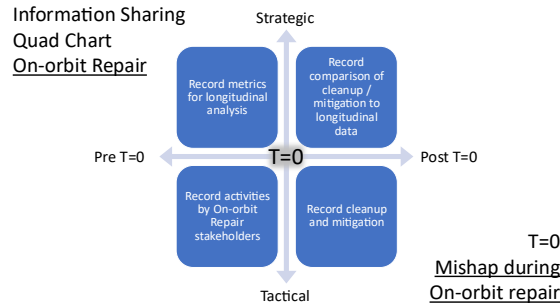 Information Sharing
Quad Chart
On-orbit Repair
Strategic
Record metrics
for longitudinal
analysis
Record
comparison of
cleanup /
mitigation to
longitudinal
data
Pre T=0
T=0
Post T=0
Record activities
by On-orbit
Repair
stakeholders
Record cleanup
and mitigation
Tactical
T=0
Mishap during
On-orbit repair